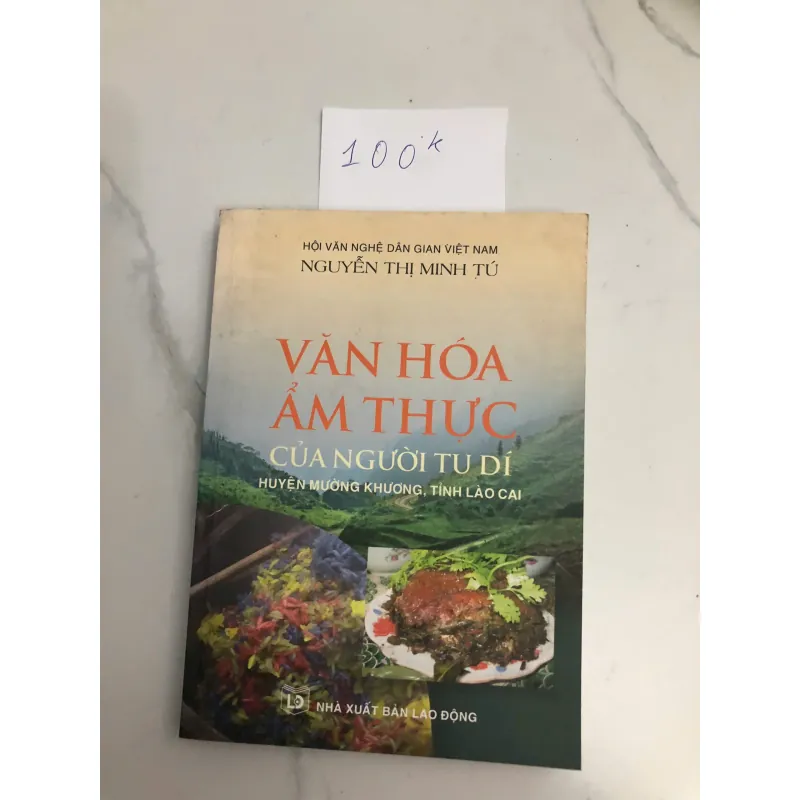 100k
HỘI VĂN NGHỆ DÂN GIAN VIỆT NAM
NGUYỄN THỊ MINH TÚ
VĂN HÓA
ẨM THỰC
CỦA NGƯỜI TU DÍ
HUYỆN MƯỜNG KHƯƠNG, TỈNH LÀO CAI
LĐ
NHÀ XUẤT BẢN LAO ĐỘNG